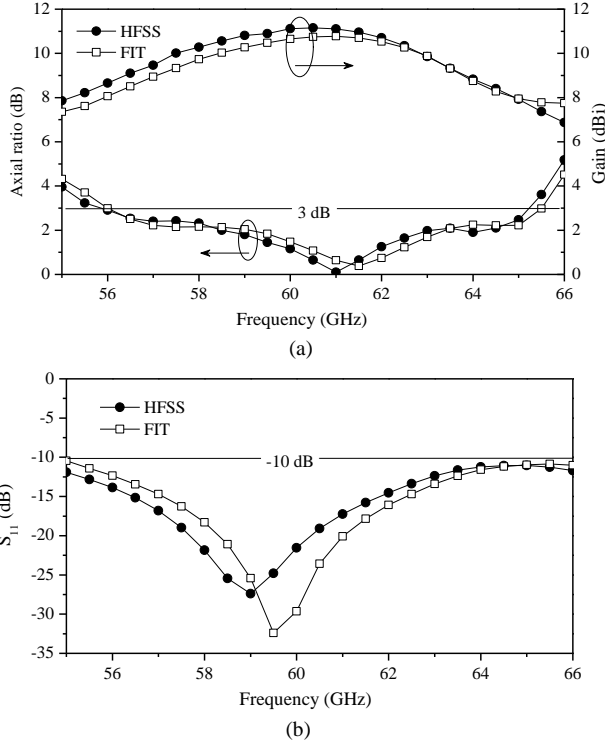 12
10
8
6
4
2
0
Axial ratio (dB)
HFSS
FIT
3 dB
12
10
8
6
4
2
0
Gain (dBi)
56
58
60
62
64
66
Frequency (GHz)
(a)
0
-5
-10
-15
-20
-25
-30
-35
S11 (dB)
HFSS
FIT
-10 dB
56
58
60
62
64
66
Frequency (GHz)
(b)